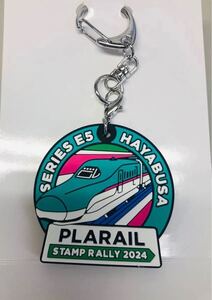 SERIES E5
HAYABUSA
PLARAIL
STAMP RALLY 2024